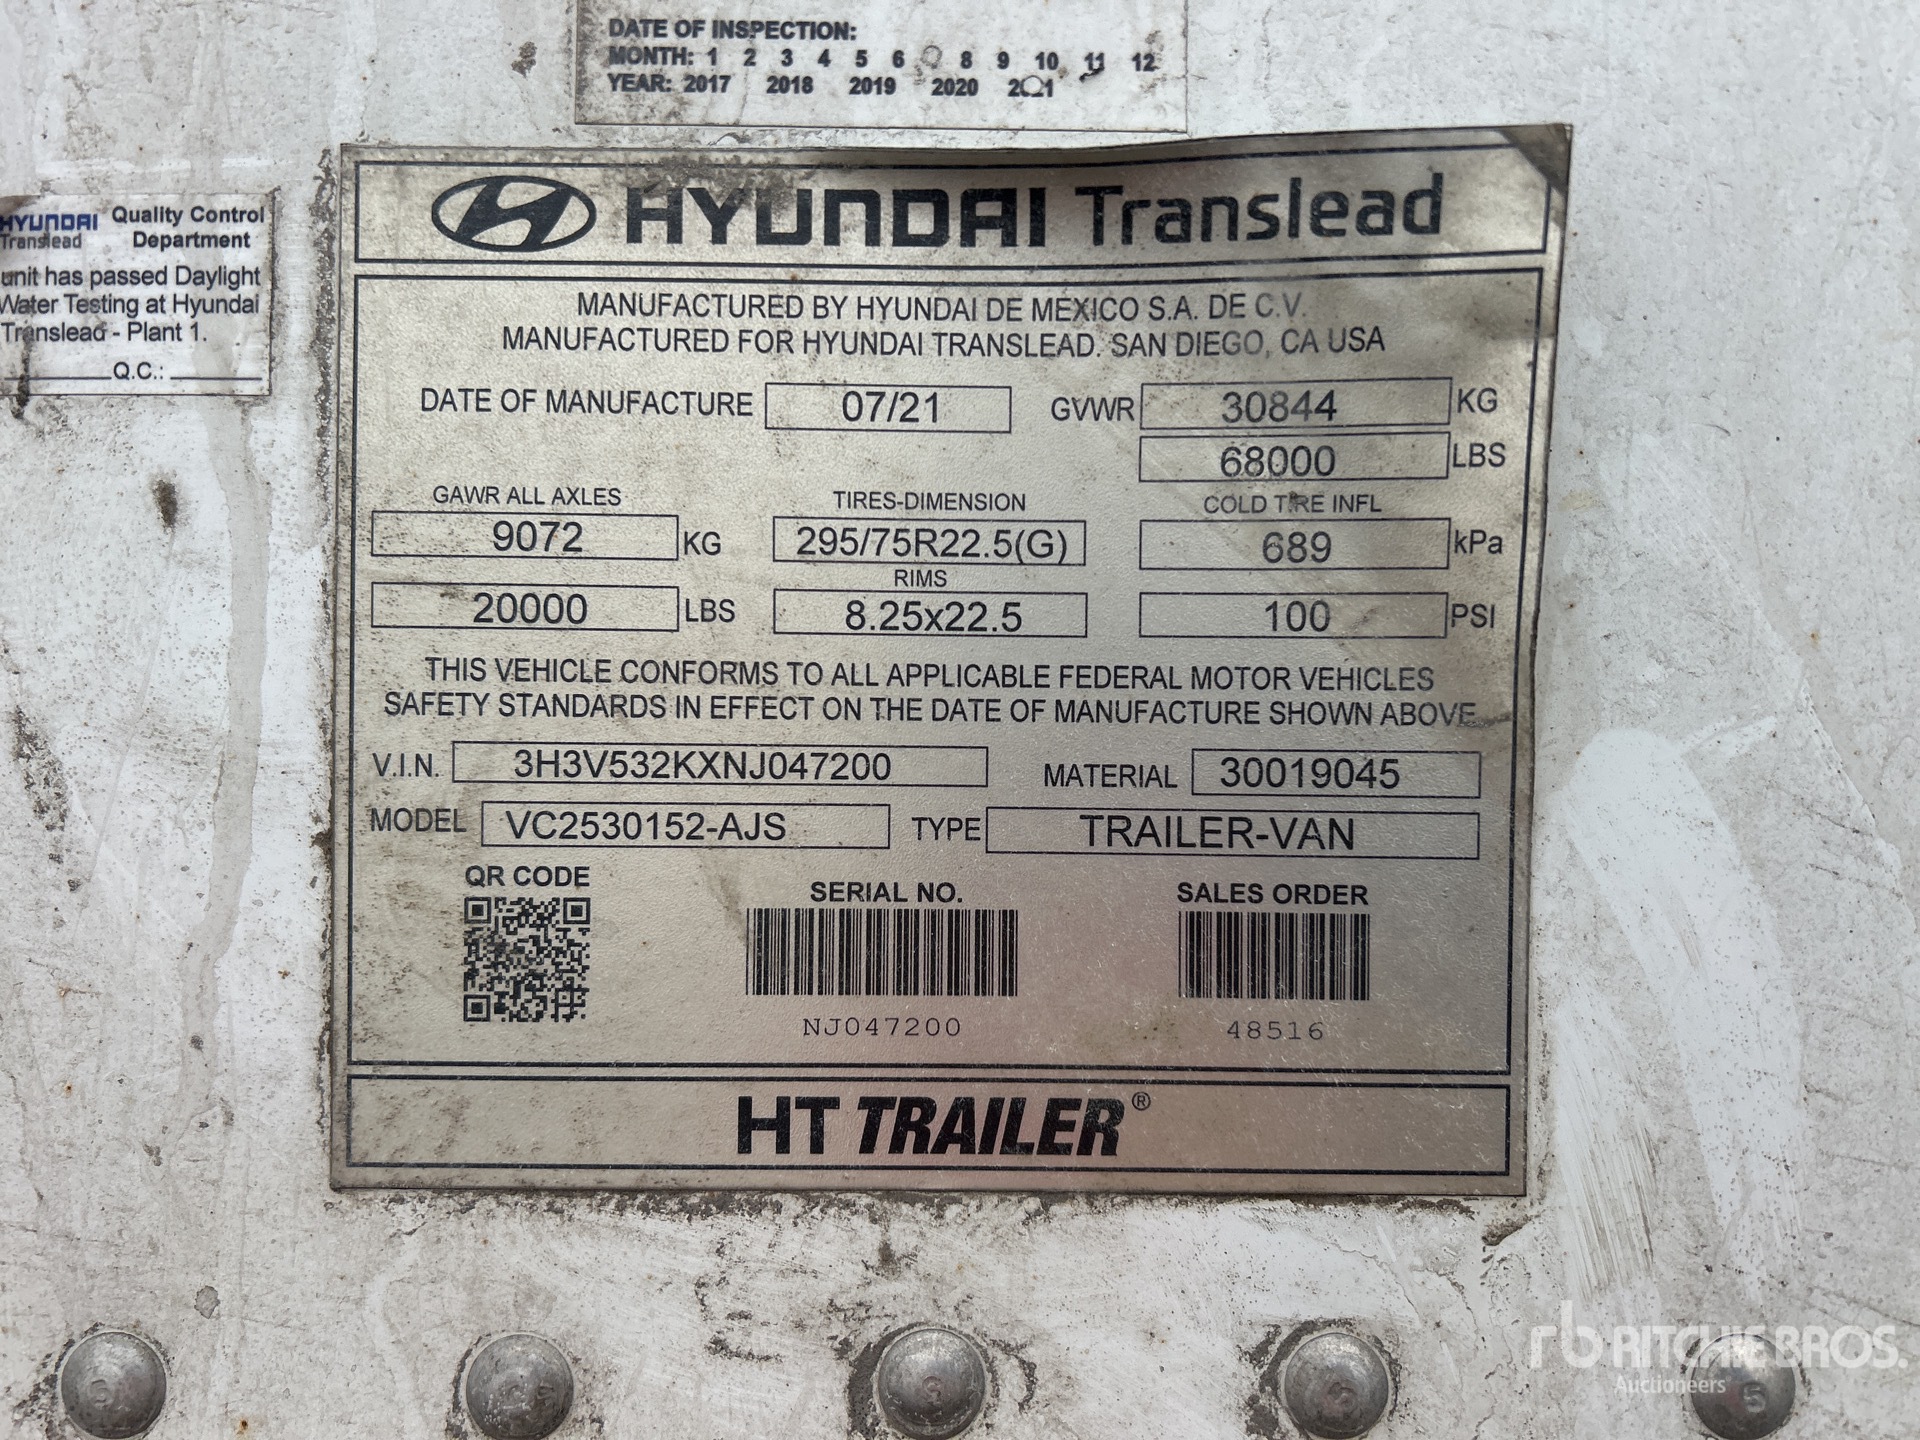 DATE OF INSPECTION:
MONTH: 1 2 3 4 5 6 8 9 10 11 12
YEAR: 2017 2018 2019 2020 2021
HYUNDAI Translead Quality Control Department
unit has passed Daylight
Water Testing at Hyundai
Translead - Plant 1.
Q.C.:
HYUNDAI Translead
MANUFACTURED BY HYUNDAI DE MEXICO S.A. DE C.V.
MANUFACTURED FOR HYUNDAI TRANSLEAD. SAN DIEGO, CA USA
DATE OF MANUFACTURE 07/21 GVWR 30844 KG
68000 LBS
GAWR ALL AXLES TIRES-DIMENSION COLD TIRE INFL
9072 KG 295/75R22.5(G) 689 kPa
RIMS
20000 LBS 8.25x22.5 100 PSI
THIS VEHICLE CONFORMS TO ALL APPLICABLE FEDERAL MOTOR VEHICLES
SAFETY STANDARDS IN EFFECT ON THE DATE OF MANUFACTURE SHOWN ABOVE
V.I.N. 3H3V532KXNJ047200 MATERIAL 30019045
MODEL VC2530152-AJS TYPE TRAILER-VAN
QR CODE SERIAL NO. SALES ORDER
NJ047200 48516
HT TRAILER®
rb RITCHIE BROS.
Auctioneers